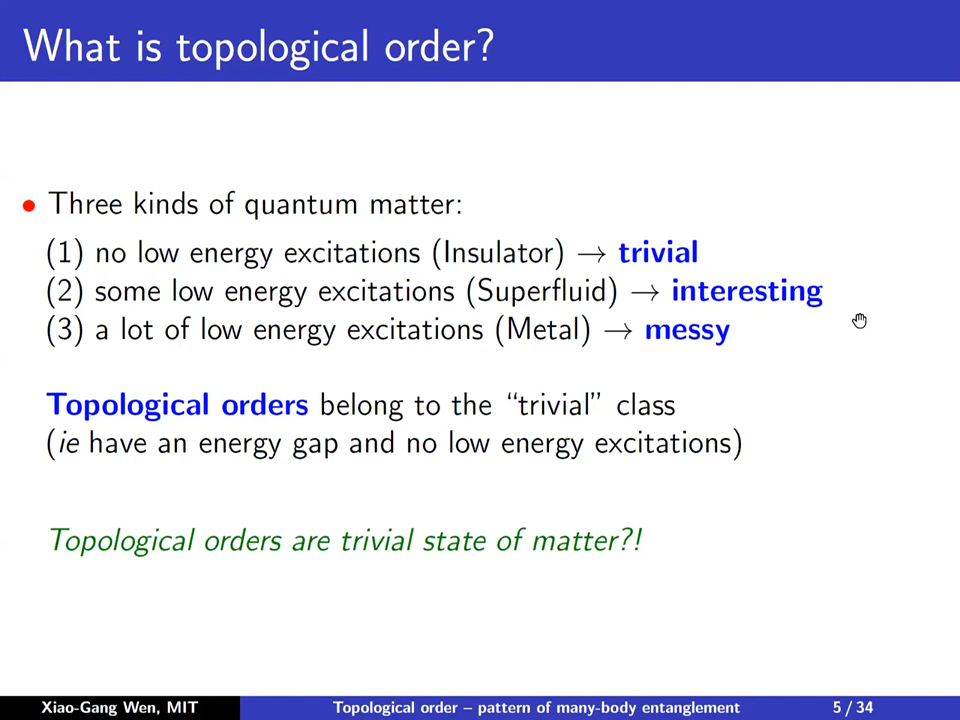 What is topological order?
• Three kinds of quantum matter:
(1) no low energy excitations (Insulator) → trivial
(2) some low energy excitations (Superfluid) → interesting
(3) a lot of low energy excitations (Metal) → messy
Topological orders belong to the “trivial” class
(ie have an energy gap and no low energy excitations)
Topological orders are trivial state of matter?!
Xiao-Gang Wen, MIT
Topological order – pattern of many-body entanglement
5 / 34